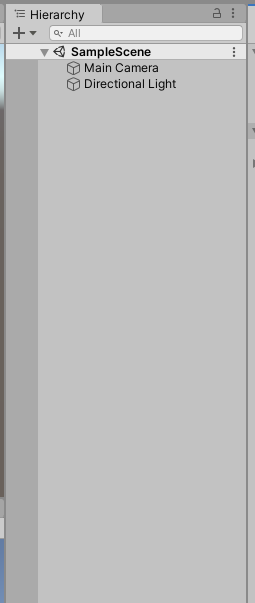 Hierarchy
All
SampleScene
Main Camera
Directional Light